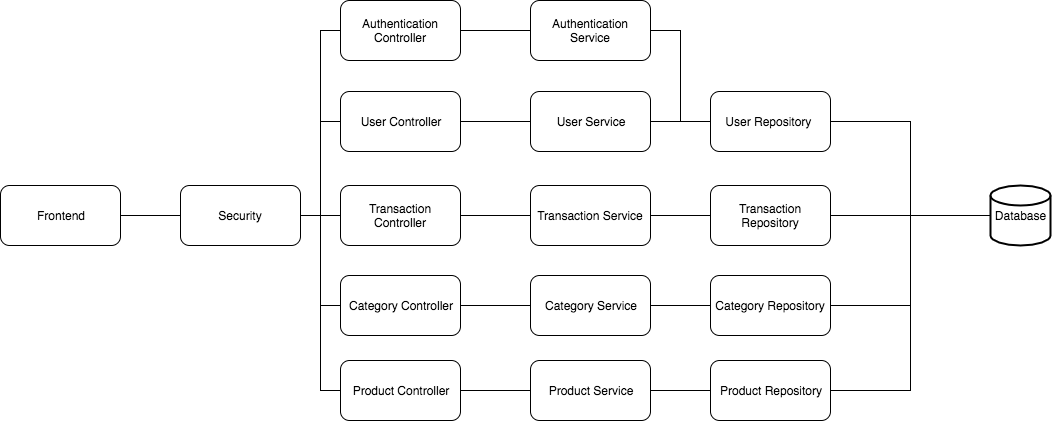 Authentication
Controller
Authentication
Service
User Controller
User Service
User Repository
Frontend
Security
Transaction
Controller
Transaction Service
Transaction
Repository
Database
Category Controller
Category Service
Category Repository
Product Controller
Product Service
Product Repository